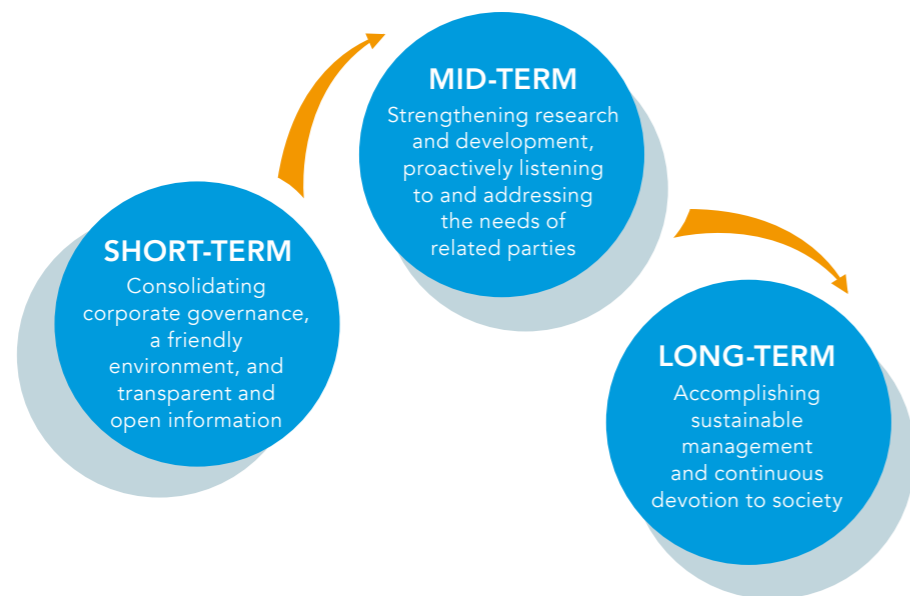 SHORT-TERM
Consolidating
corporate governance,
a friendly
environment, and
transparent and
open information
MID-TERM
Strengthening research
and development,
proactively listening
to and addressing
the needs of
related parties
LONG-TERM
Accomplishing
sustainable
management
and continuous
devotion to society